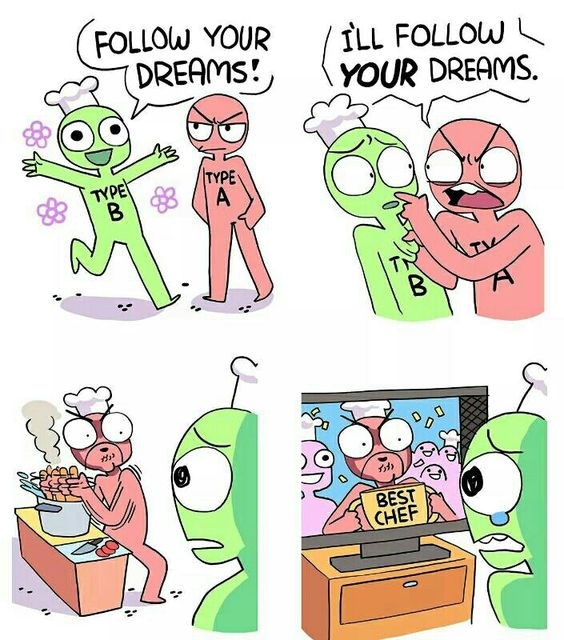 FOLLOW YOUR
DREAMS!
TYPE
B
TYPE
A
I'LL FOLLOW
YOUR DREAMS.
B
A
BEST
CHEF